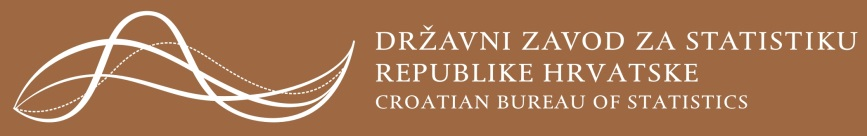 DRŽAVNI ZAVOD ZA STATISTIKU
REPUBLIKE HRVATSKE
CROATIAN BUREAU OF STATISTICS